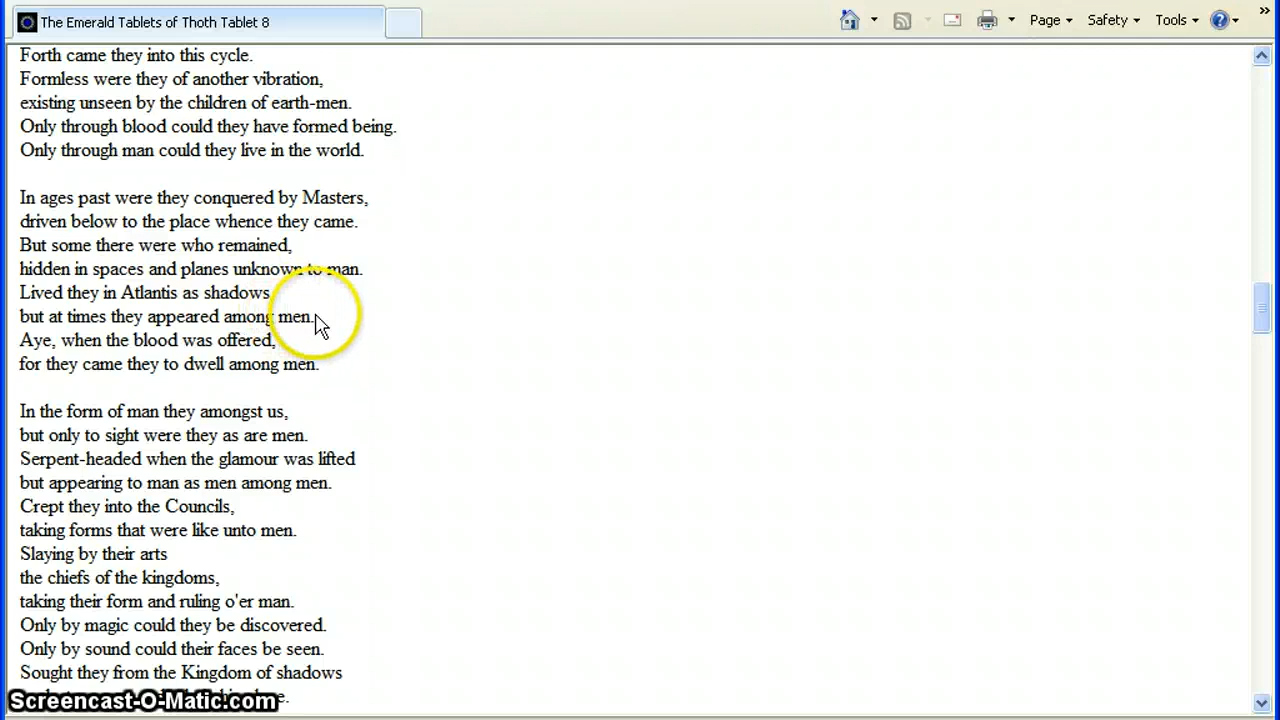 The Emerald Tablets of Thoth Tablet 8
Page
Safety
Tools
Forth came they into this cycle.
Formless were they of another vibration,
existing unseen by the children of earth-men.
Only through blood could they have formed being.
Only through man could they live in the world.
In ages past were they conquered by Masters,
driven below to the place whence they came.
But some there were who remained,
hidden in spaces and planes unknown to man.
Lived they in Atlantis as shadows,
but at times they appeared among men.
Aye, when the blood was offered,
for they came they to dwell among men.
In the form of man they amongst us,
but only to sight were they as are men.
Serpent-headed when the glamour was lifted
but appearing to man as men among men.
Crept they into the Councils,
taking forms that were like unto men.
Slaying by their arts
the chiefs of the kingdoms,
taking their form and ruling o'er man.
Only by magic could they be discovered.
Only by sound could their faces be seen.
Sought they from the Kingdom of shadows
Screencast-O-Matic.com